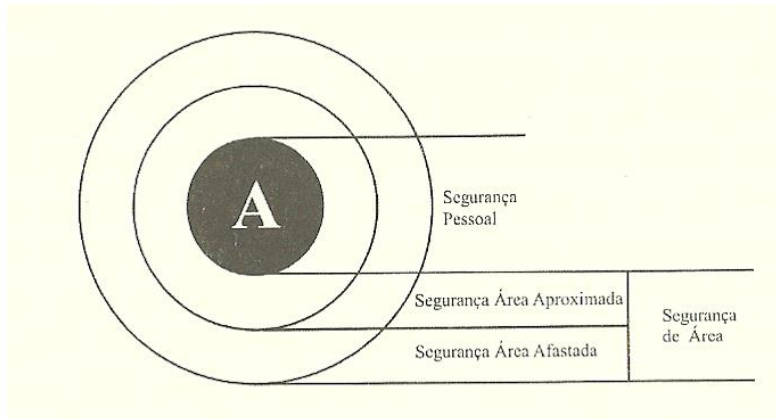 A
Segurança
Pessoal
Segurança Área Aproximada
Segurança
de Área
Segurança Área Afastada